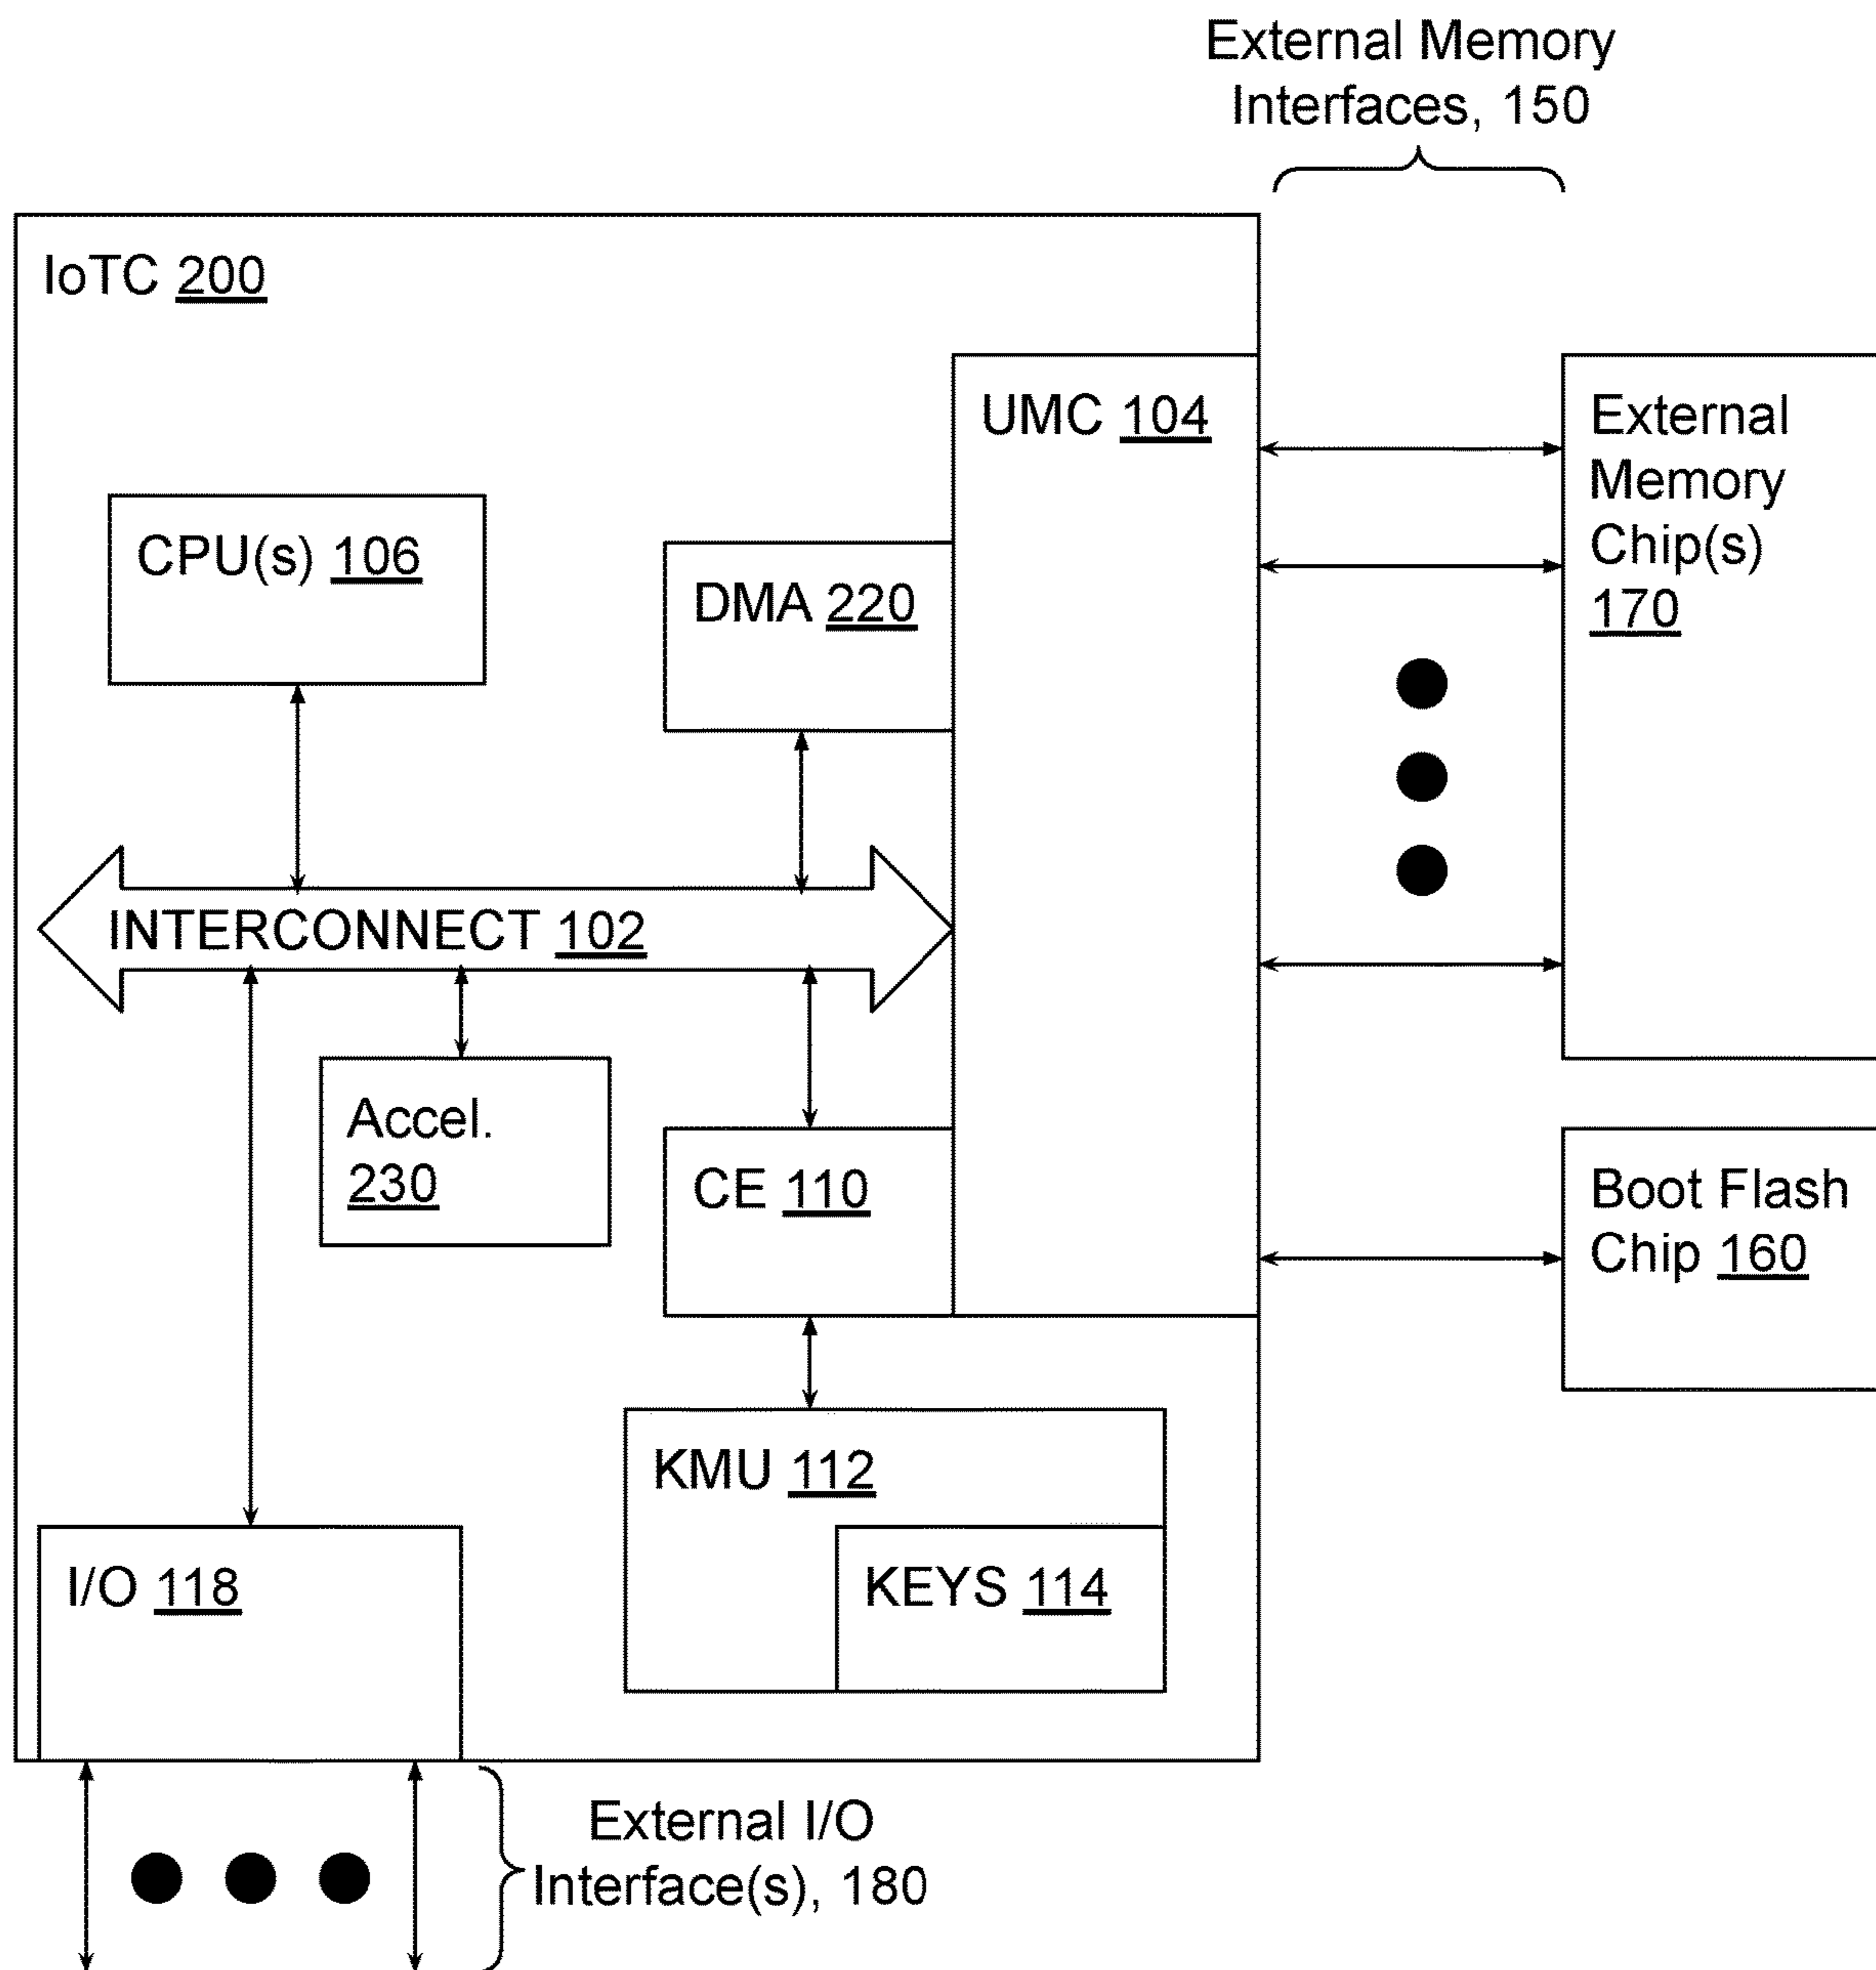 External Memory
Interfaces, 150
IoTC 200
UMC 104
External
Memory
Chip(s)
170
CPU(s) 106
DMA 220
INTERCONNECT 102
Accel.
230
CE 110
Boot Flash
Chip 160
KMU 112
I/O 118
KEYS 114
External I/O
Interface(s), 180